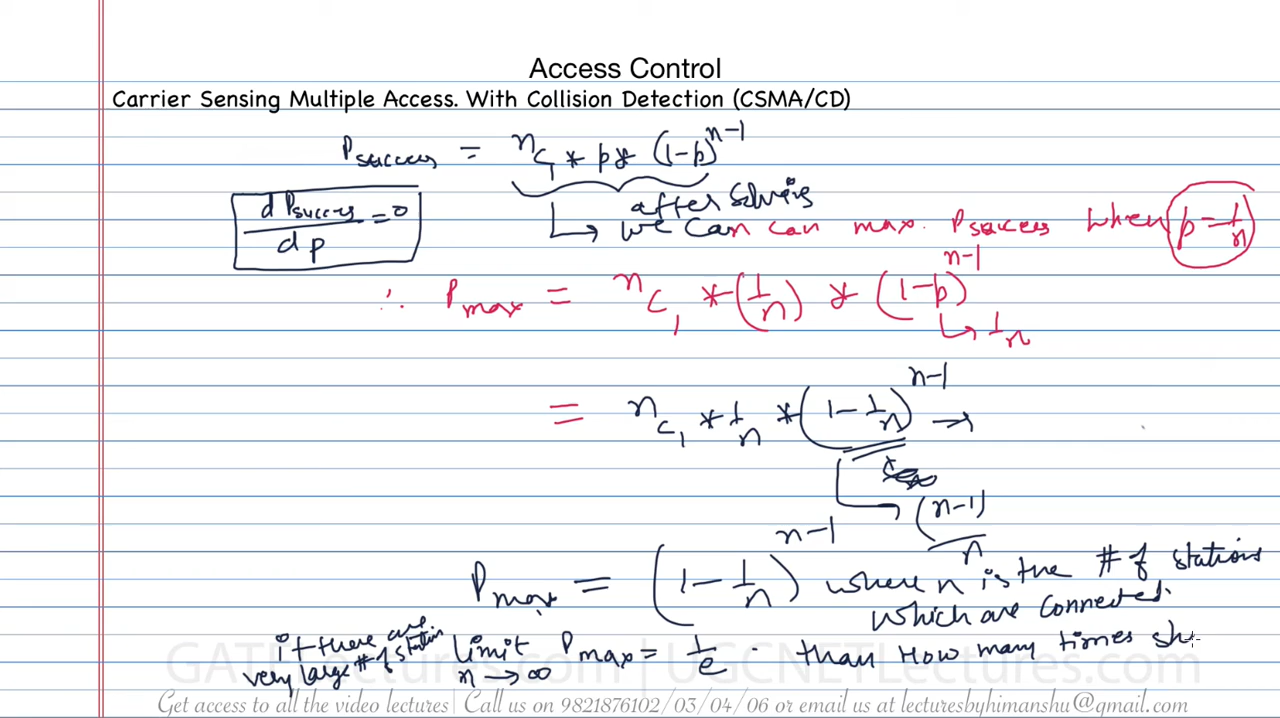 Access Control
Carrier Sensing Multiple Access. With Collision Detection (CSMA/CD)
Psuccess = nC1 * p * (1-p)^n-1
d Psuccess / dp = 0
after solving
we can can max. Psuccess when p = 1/n
∴ Pmax = nC1 * (1/n) * (1-p)^n-1
↳ 1/n
= nC1 * 1/n * (1 - 1/n)^n-1 →
(n-1)/n
Pmax = (1 - 1/n)^n-1 where n is the # of stations
which are connected.
if there are very large # of station
limit n → ∞ Pmax = 1/e . than How many times sh
GATELectures.com | UGCNETLectures.com
Get access to all the video lectures | Call us on 9821876102/03/04/06 or email us at lecturesbyhimanshu@gmail.com